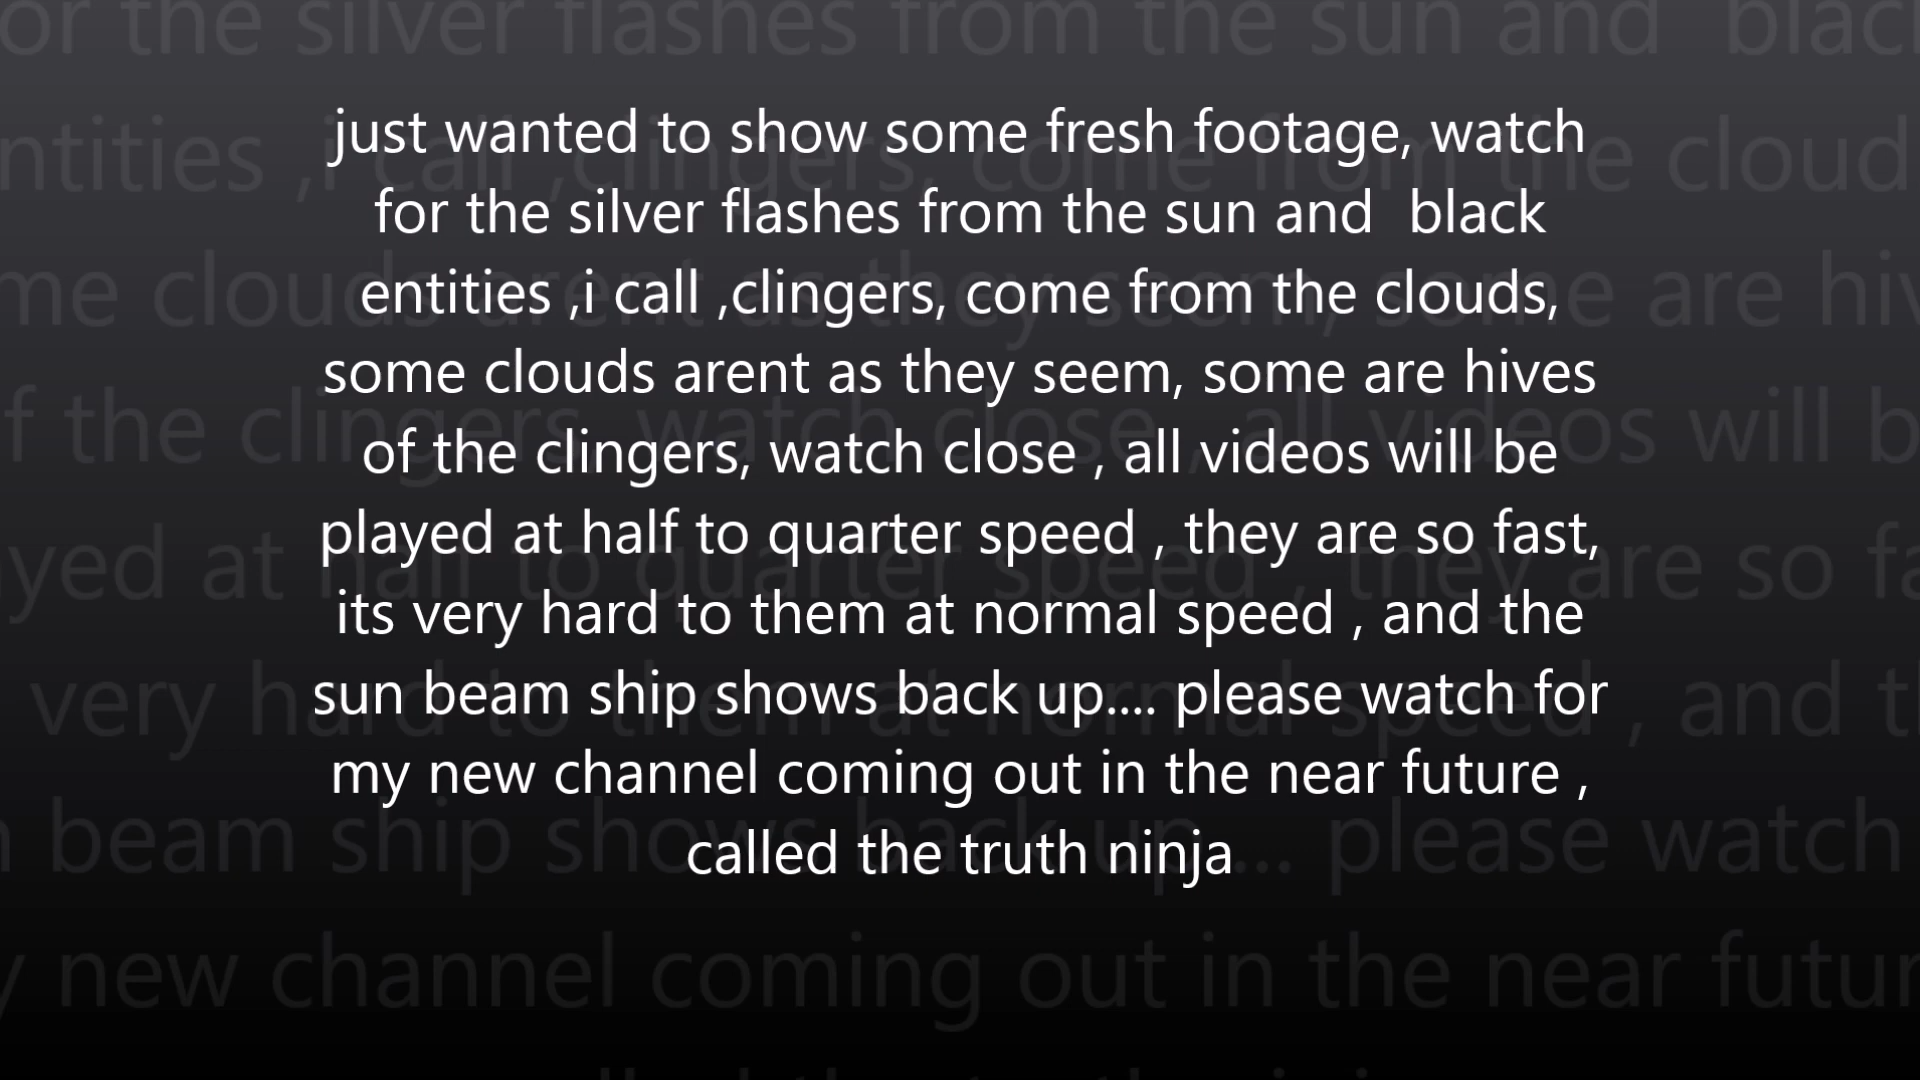 just wanted to show some fresh footage, watch
for the silver flashes from the sun and  black
entities ,i call ,clingers, come from the clouds,
some clouds arent as they seem, some are hives
of the clingers, watch close , all videos will be
played at half to quarter speed , they are so fast,
its very hard to them at normal speed , and the
sun beam ship shows back up.... please watch for
my new channel coming out in the near future ,
called the truth ninja